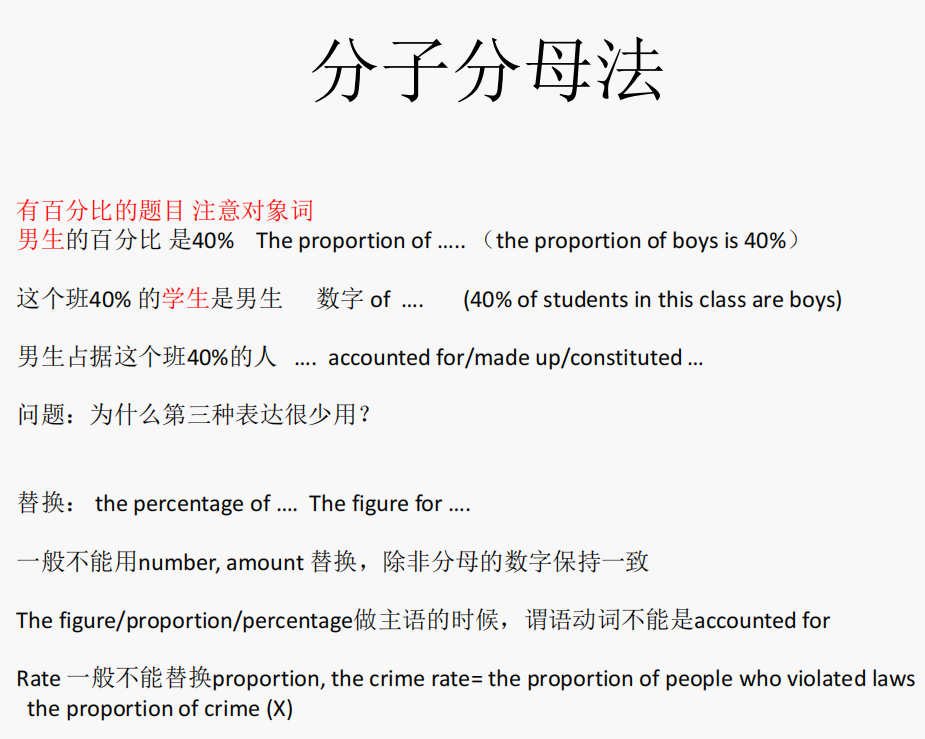 分子分母法
有百分比的题目 注意对象词
男生的百分比 是40% The proportion of ….. （the proportion of boys is 40%）
这个班40% 的学生是男生 数字 of …. (40% of students in this class are boys)
男生占据这个班40%的人 …. accounted for/made up/constituted ...
问题：为什么第三种表达很少用？
替换： the percentage of …. The figure for ….
一般不能用number, amount 替换，除非分母的数字保持一致
The figure/proportion/percentage做主语的时候，谓语动词不能是accounted for
Rate 一般不能替换proportion, the crime rate= the proportion of people who violated laws
the proportion of crime (X)